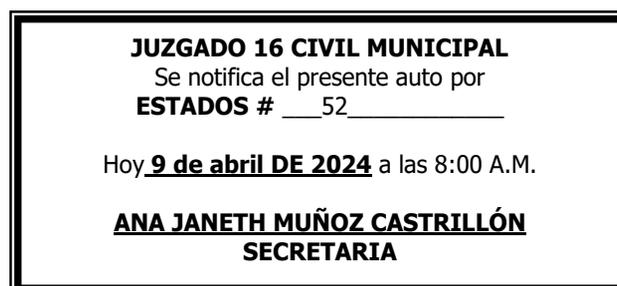 JUZGADO 16 CIVIL MUNICIPAL
Se notifica el presente auto por
ESTADOS # ___52____________
Hoy 9 de abril DE 2024 a las 8:00 A.M.
ANA JANETH MUÑOZ CASTRILLÓN
SECRETARIA